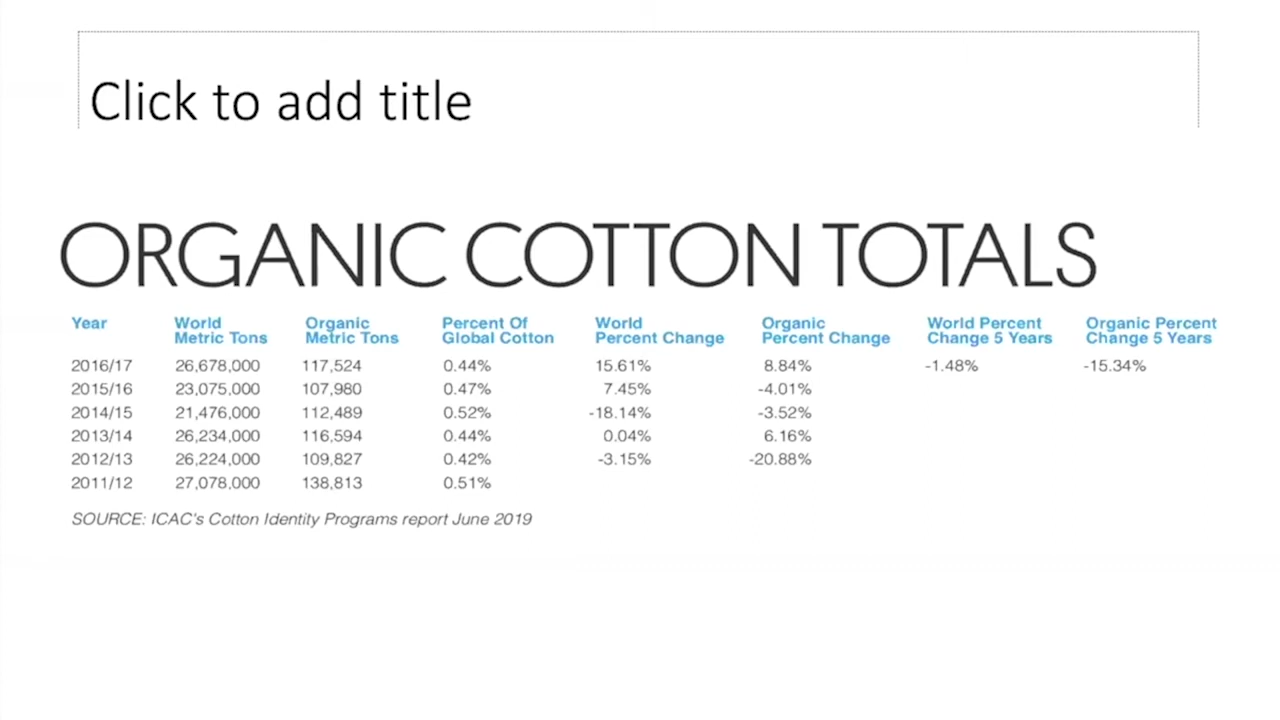 Click to add title
ORGANIC COTTON TOTALS
Year World Metric Tons Organic Metric Tons Percent Of Global Cotton World Percent Change Organic Percent Change World Percent Change 5 Years Organic Percent Change 5 Years
2016/17 26,678,000 117,524 0.44% 15.61% 8.84% -1.48% -15.34%
2015/16 23,075,000 107,980 0.47% 7.45% -4.01%
2014/15 21,476,000 112,489 0.52% -18.14% -3.52%
2013/14 26,234,000 116,594 0.44% 0.04% 6.16%
2012/13 26,224,000 109,827 0.42% -3.15% -20.88%
2011/12 27,078,000 138,813 0.51%
SOURCE: ICAC's Cotton Identity Programs report June 2019